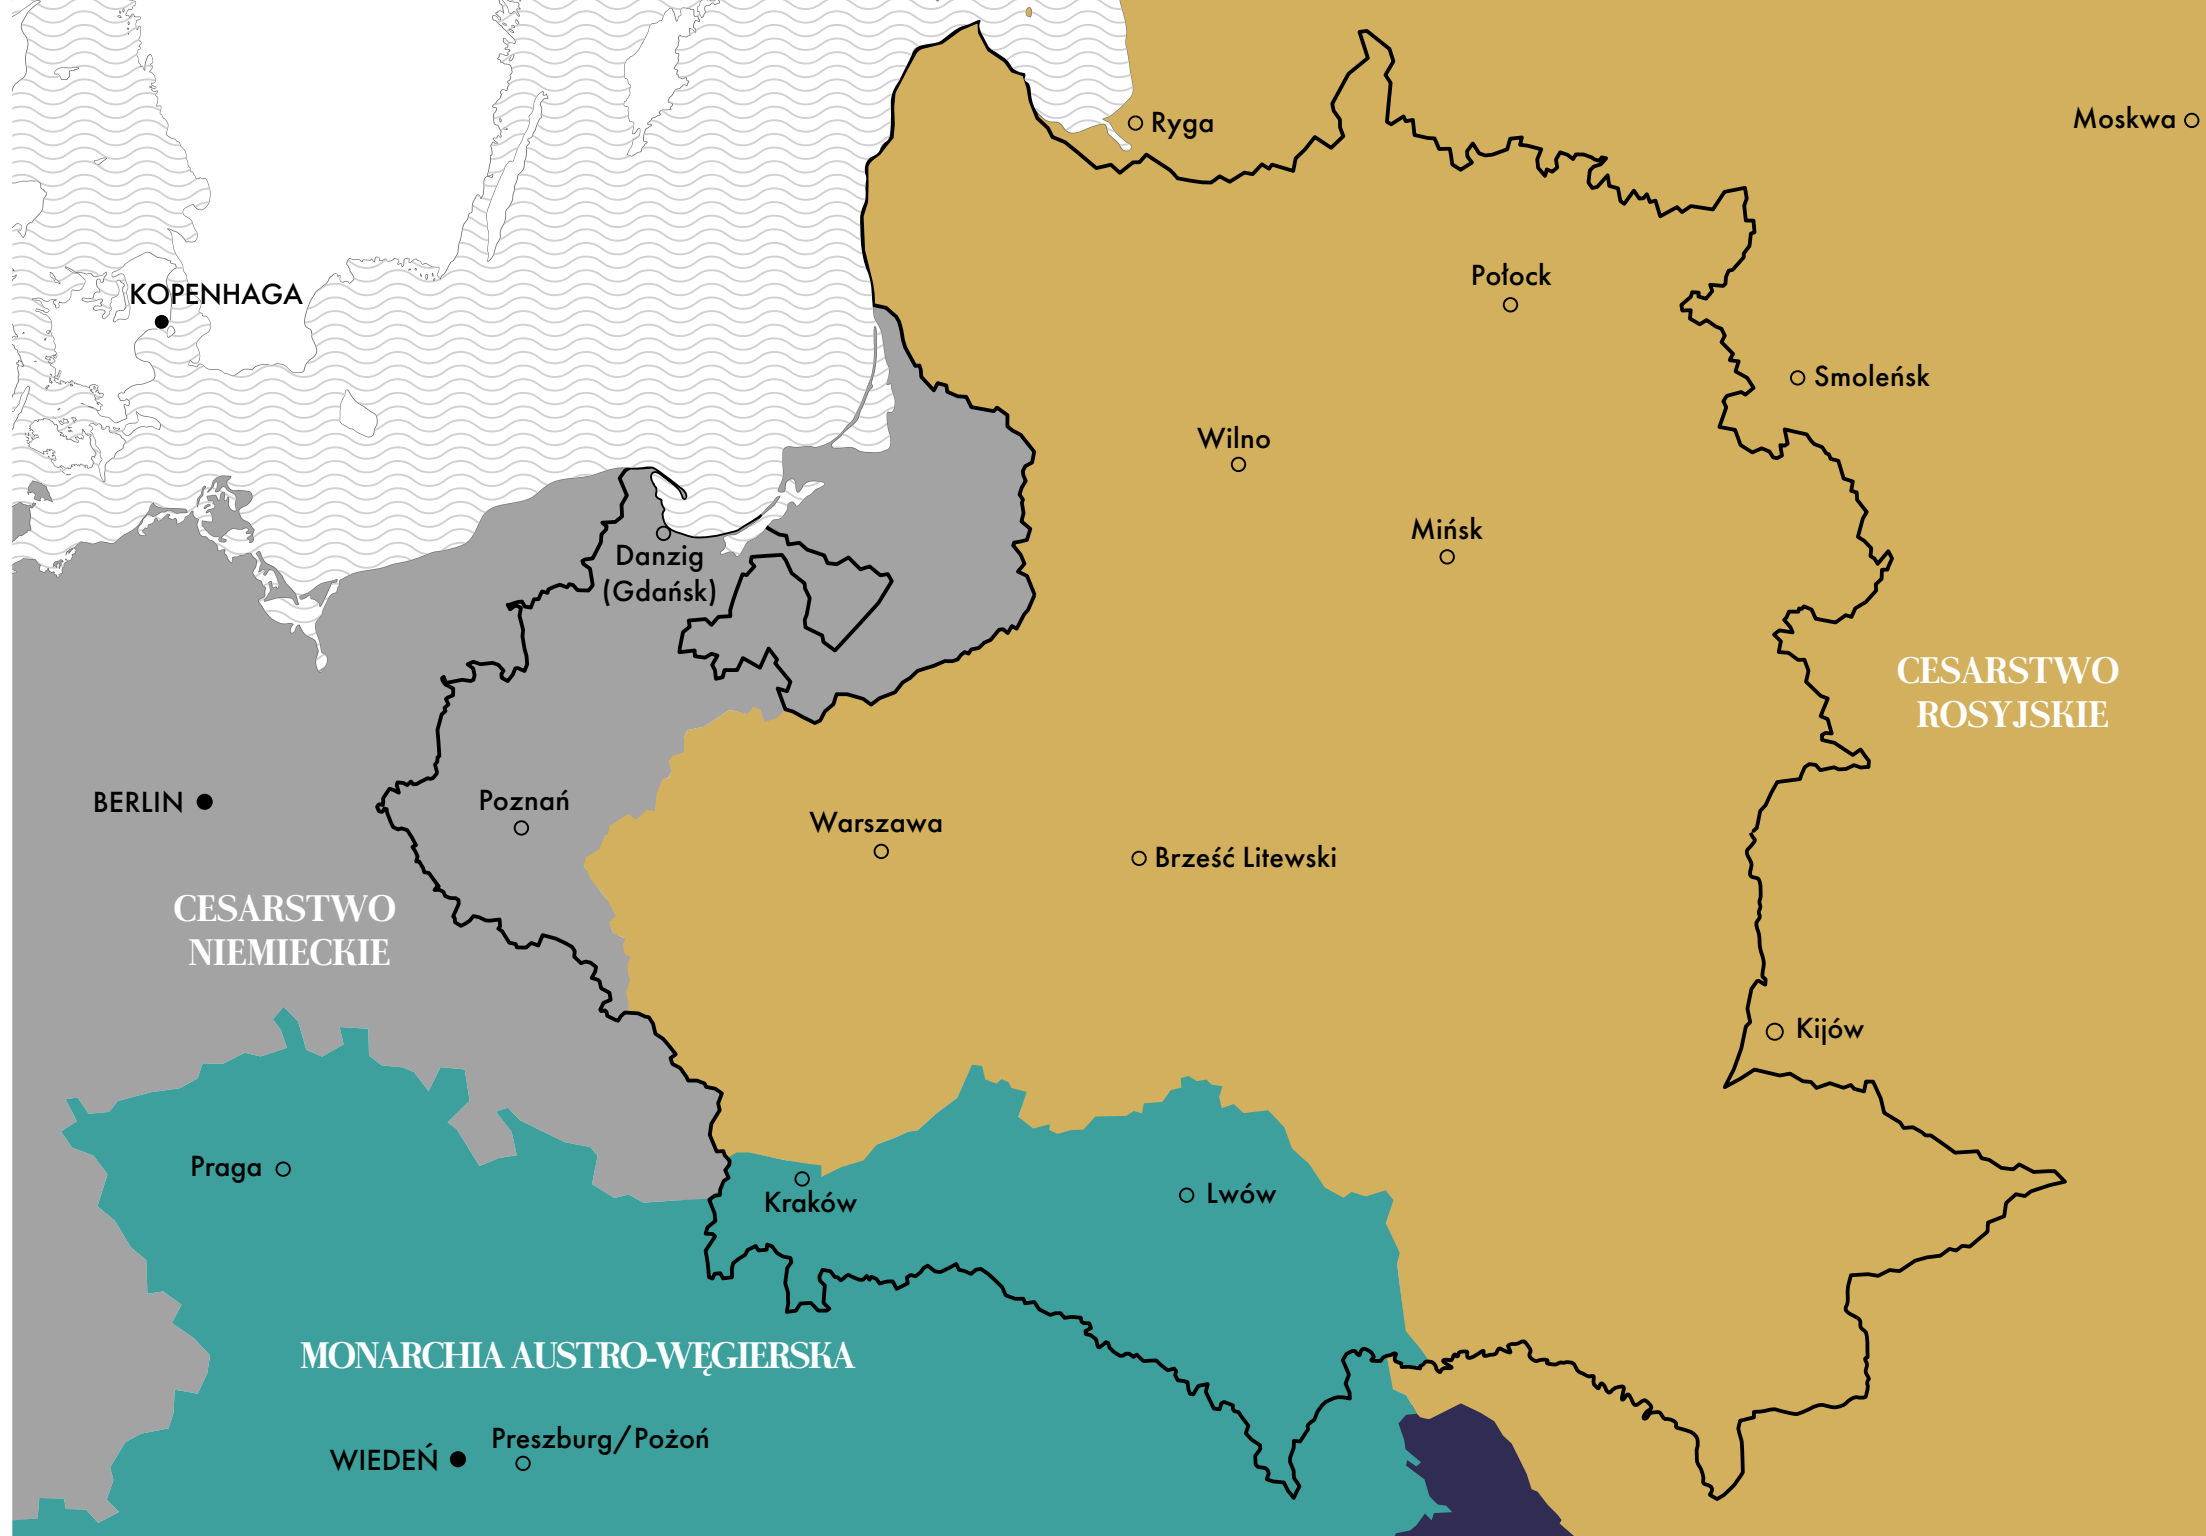 Ryga
Moskwa
Połock
KOPENHAGA
Smoleńsk
Wilno
Mińsk
Danzig
(Gdańsk)
CESARSTWO
ROSYJSKIE
BERLIN
Poznań
Warszawa
Brześć Litewski
CESARSTWO
NIEMIECKIE
Kijów
Praga
Kraków
Lwów
MONARCHIA AUSTRO-WĘGIERSKA
WIEDEŃ
Preszburg/Pożoń